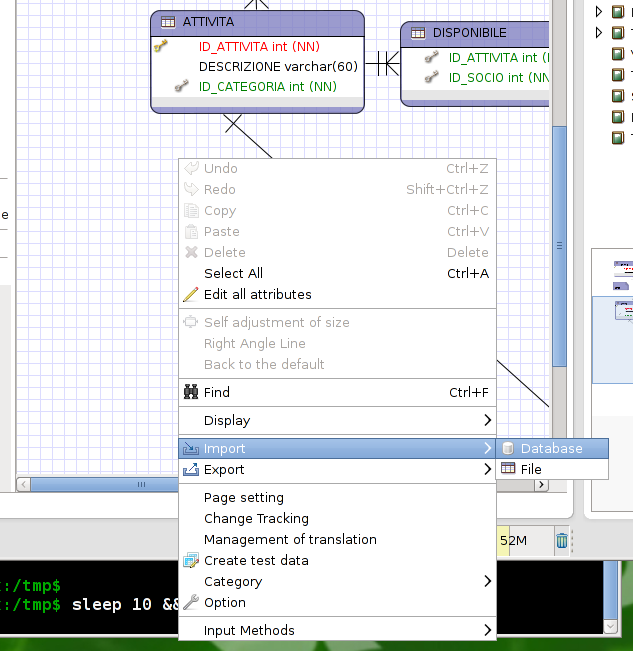 ATTIVITA
ID_ATTIVITA int (NN)
DESCRIZIONE varchar(60)
ID_CATEGORIA int (NN)
DISPONIBILE
ID_ATTIVITA
ID_SOCIO int (NN
Undo Ctrl+Z
Redo Shift+Ctrl+Z
Copy Ctrl+C
Paste Ctrl+V
Delete Delete
Select All Ctrl+A
Edit all attributes
Self adjustment of size
Right Angle Line
Back to the default
Find Ctrl+F
Display
Import
Database
Export
File
Page setting
Change Tracking
Management of translation
Create test data
Category
Option
Input Methods
52M
:/tmp$
:/tmp$ sleep 10 &&